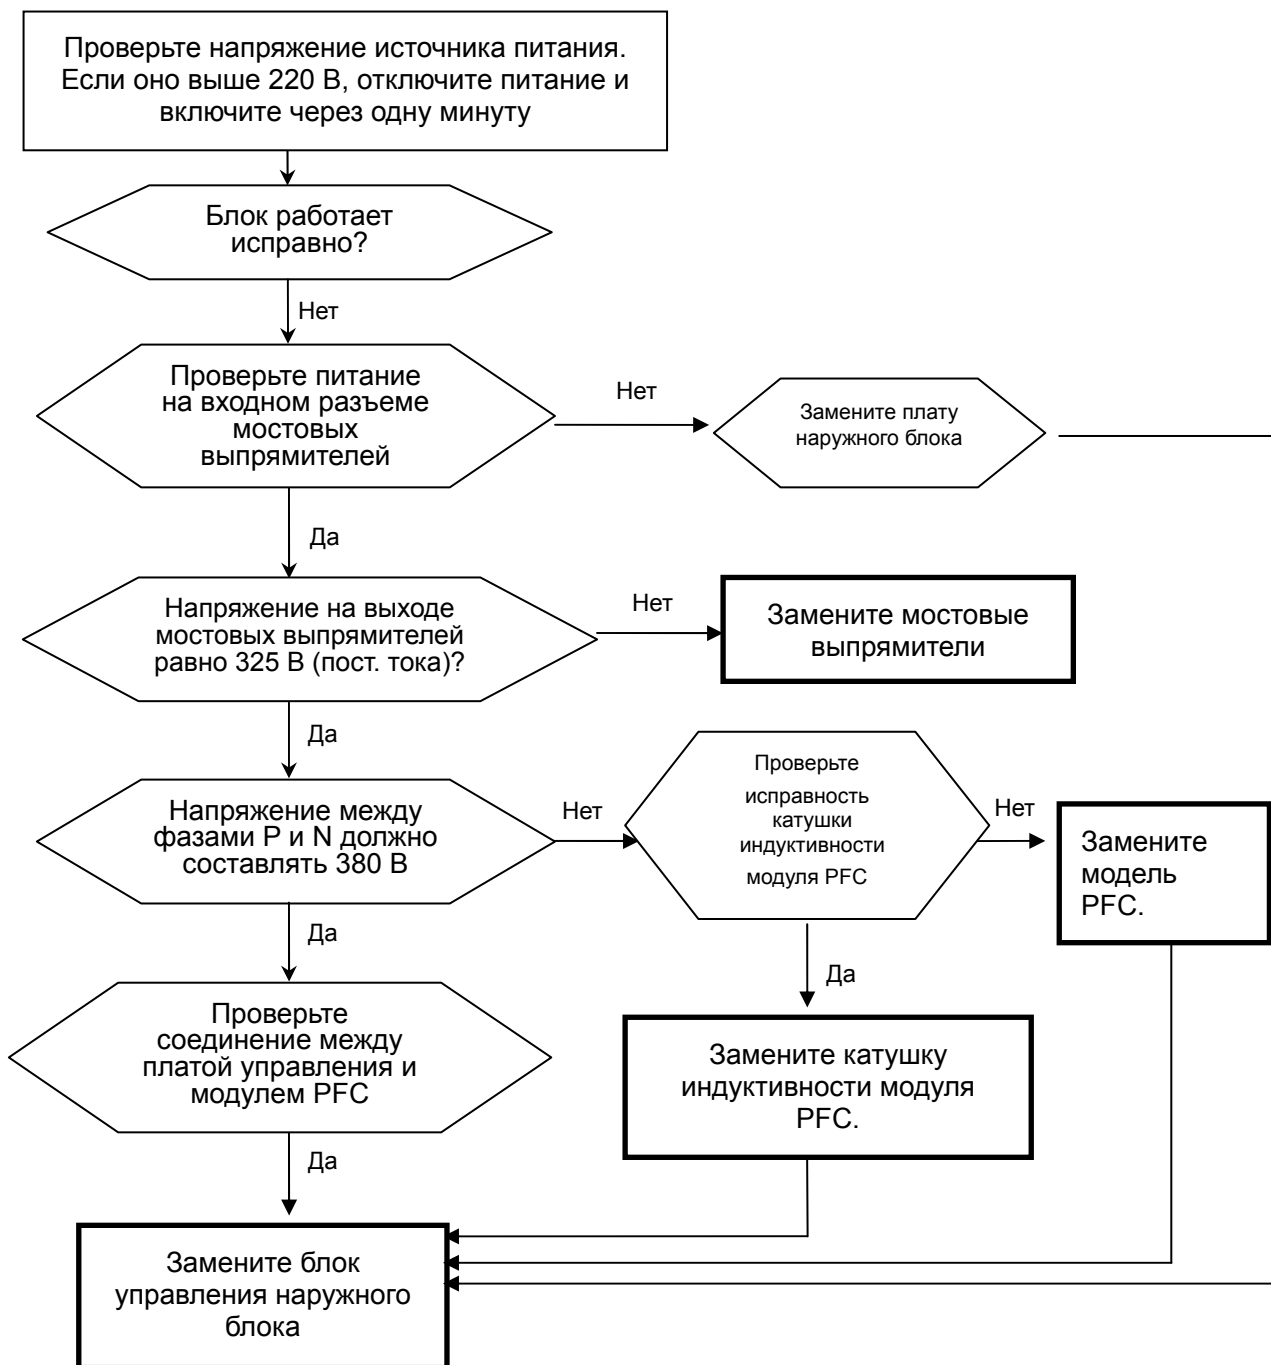 Проверьте напряжение источника питания.
Если оно выше 220 В, отключите питание и
включите через одну минуту
Блок работает
исправно?
Нет
Проверьте питание
на входном разъеме
мостовых
выпрямителей
Нет
Замените плату
наружного блока
Да
Напряжение на выходе
мостовых выпрямителей
равно 325 В (пост. тока)?
Нет
Замените мостовые
выпрямители
Да
Напряжение между
фазами P и N должно
составлять 380 В
Нет
Проверьте
исправность
катушки
индуктивности
модуля PFC
Нет
Замените
модель
PFC.
Да
Проверьте
соединение между
платой управления и
модулем PFC
Да
Замените катушку
индуктивности модуля
PFC.
Да
Замените блок
управления наружного
блока